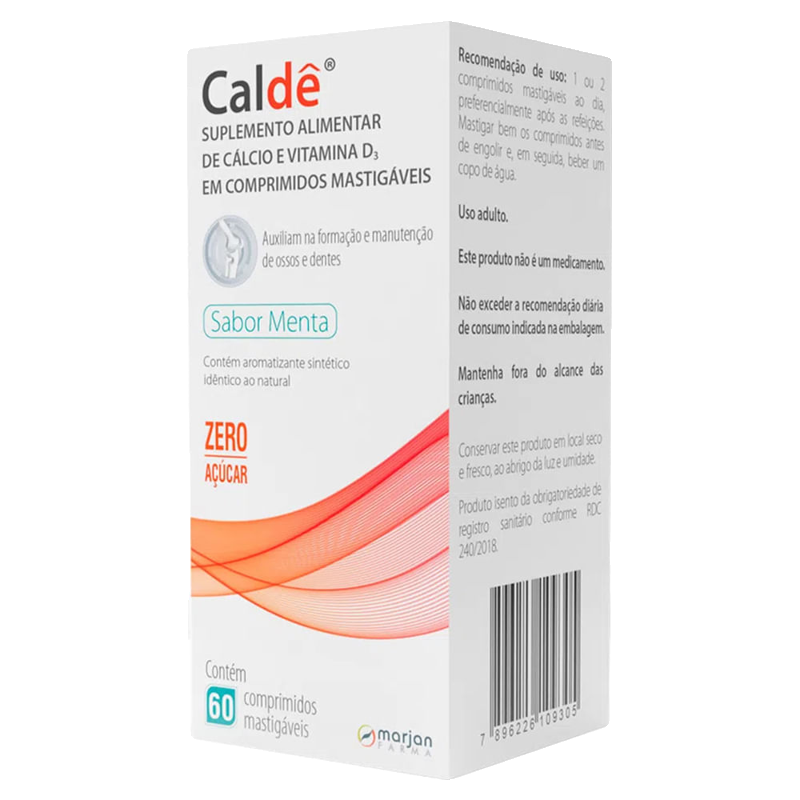 Caldê®
SUPLEMENTO ALIMENTAR
DE CÁLCIO E VITAMINA D₃
EM COMPRIMIDOS MASTIGÁVEIS
Auxiliam na formação e manutenção
de ossos e dentes
Sabor Menta
Contém aromatizante sintético
idêntico ao natural
ZERO
AÇÚCAR
Contém
60 comprimidos
mastigáveis
marjan
FARMA
Recomendação de uso: 1 ou 2
comprimidos mastigáveis ao dia,
preferencialmente após as refeições.
Mastigar bem os comprimidos antes
de engolir e, em seguida, beber um
copo de água.
Uso adulto.
Este produto não é um medicamento.
Não exceder a recomendação diária
de consumo indicada na embalagem.
Mantenha fora do alcance das
crianças.
Conservar este produto em local seco
e fresco, ao abrigo da luz e umidade.
Produto isento da obrigatoriedade de
registro sanitário conforme RDC
240/2018.
7 896226 109305